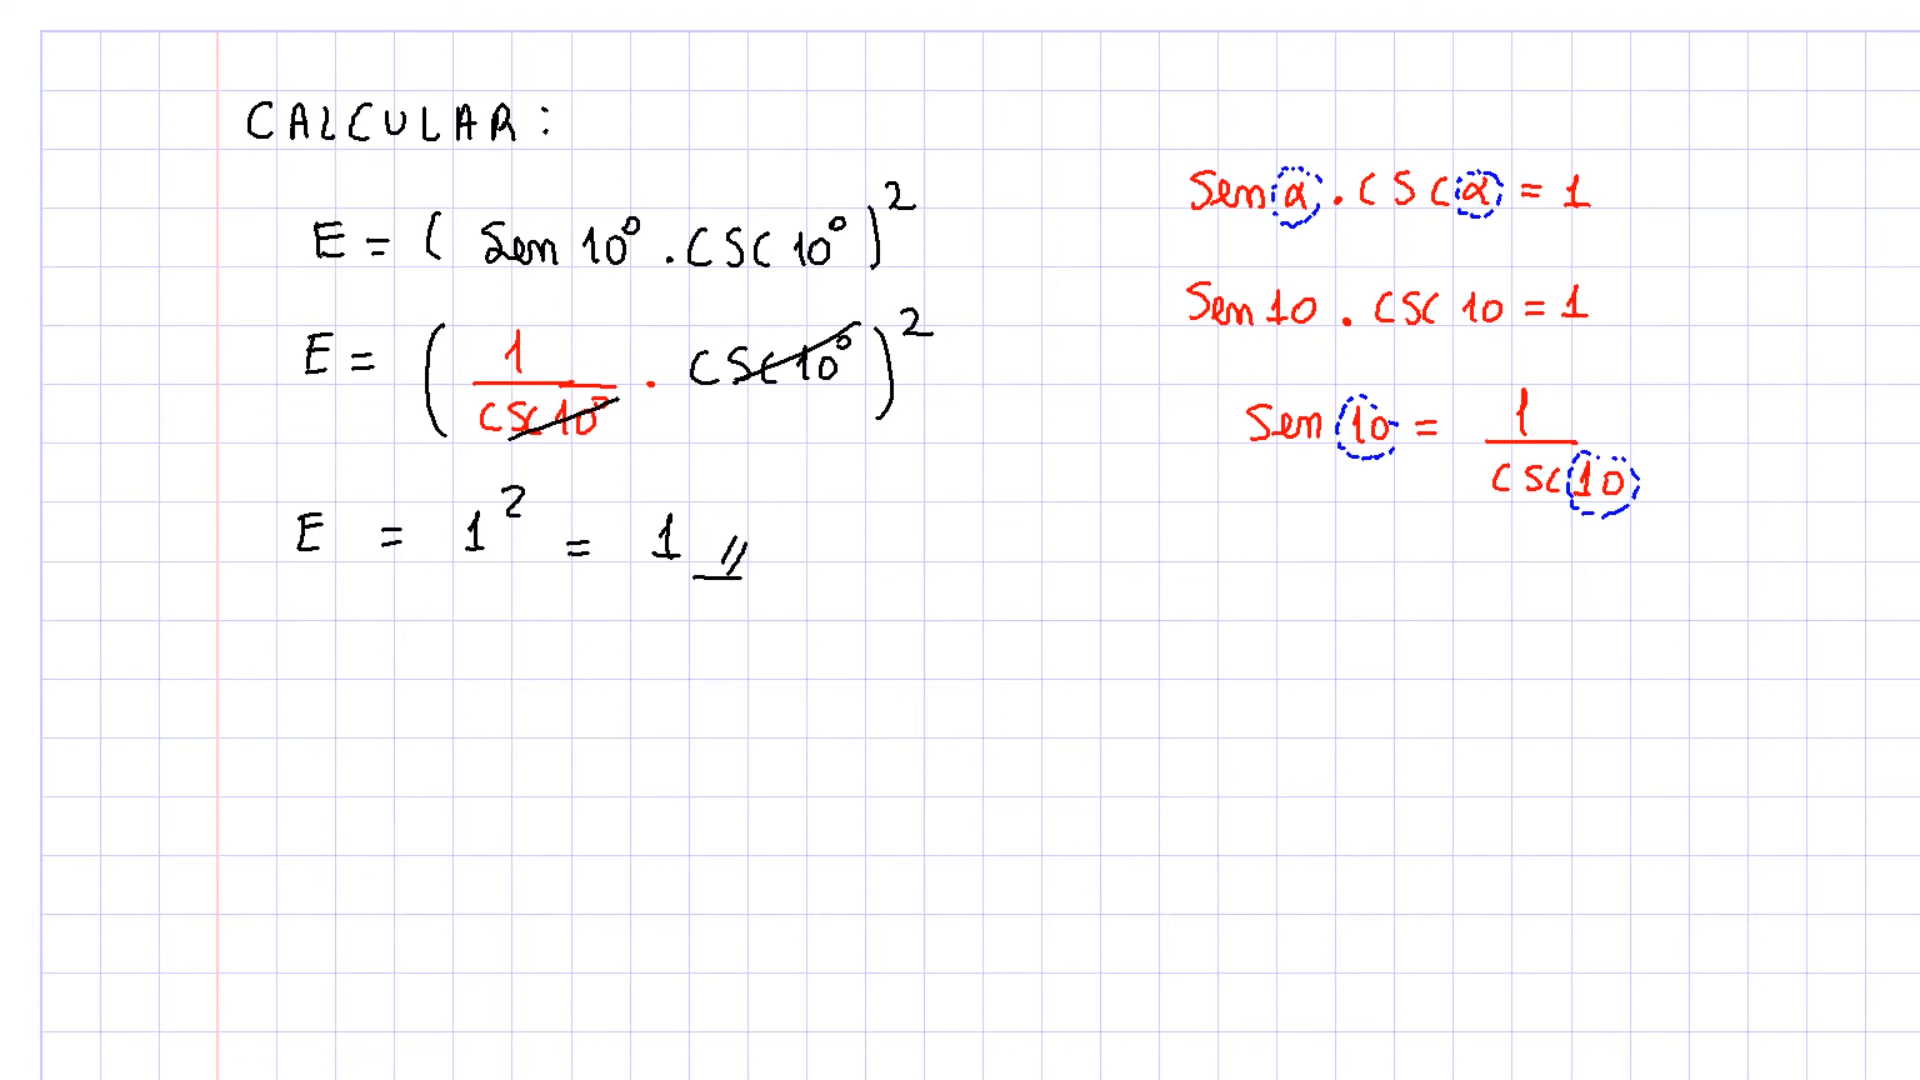 CALCULAR:
E = ( Sen 10° . CSC 10° )²
E = ( 1 / CSC 10° . CSC 10° )²
E = 1² = 1 //
Sen α . CSC α = 1
Sen 10 . CSC 10 = 1
Sen 10 = 1 / CSC 10